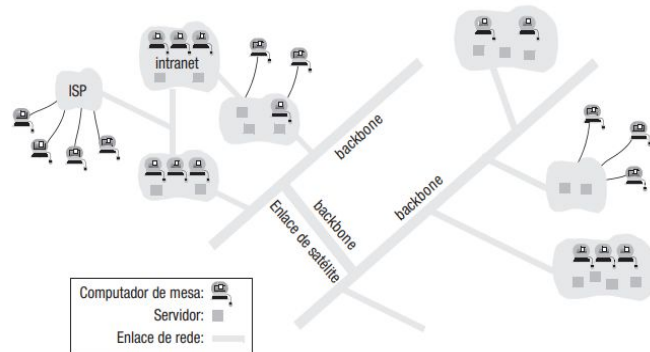 intranet
ISP
backbone
backbone
backbone
Enlace de satélite
Computador de mesa:
Servidor:
Enlace de rede: